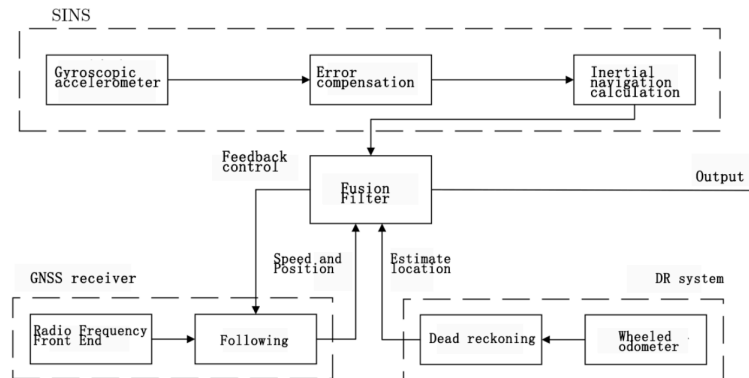 SINS
Gyroscopic
accelerometer
Error
compensation
Inertial
navigation
calculation
Feedback
control
Fusion
Filter
Output
Speed and
Position
Estimate
location
GNSS receiver
DR system
Radio Frequency
Front End
Following
Dead reckoning
Wheeled
odometer